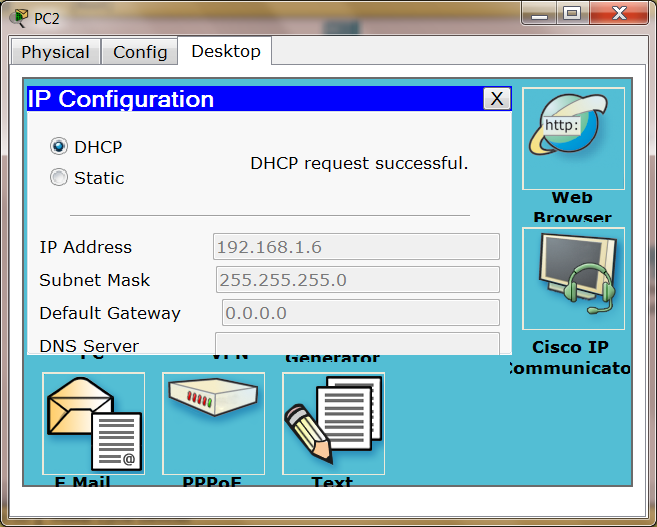 PC2
Physical
Config
Desktop
IP Configuration
X
DHCP
Static
DHCP request successful.
IP Address
192.168.1.6
Subnet Mask
255.255.255.0
Default Gateway
0.0.0.0
DNS Server
http:
Web
Browser
Cisco IP
Communicato
PC
VPN
Generator
@
E Mail
PPPoE
Text